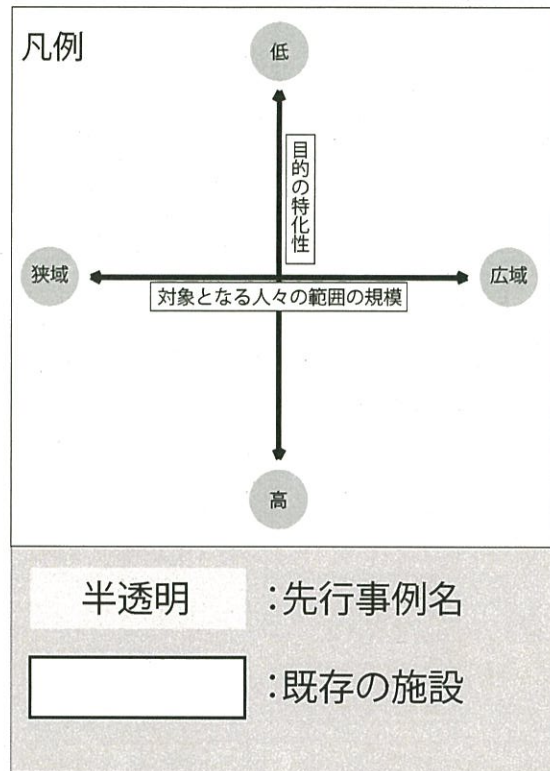 凡例
低
目的の特化性
狭域
広域
対象となる人々の範囲の規模
高
半透明 :先行事例名
:既存の施設